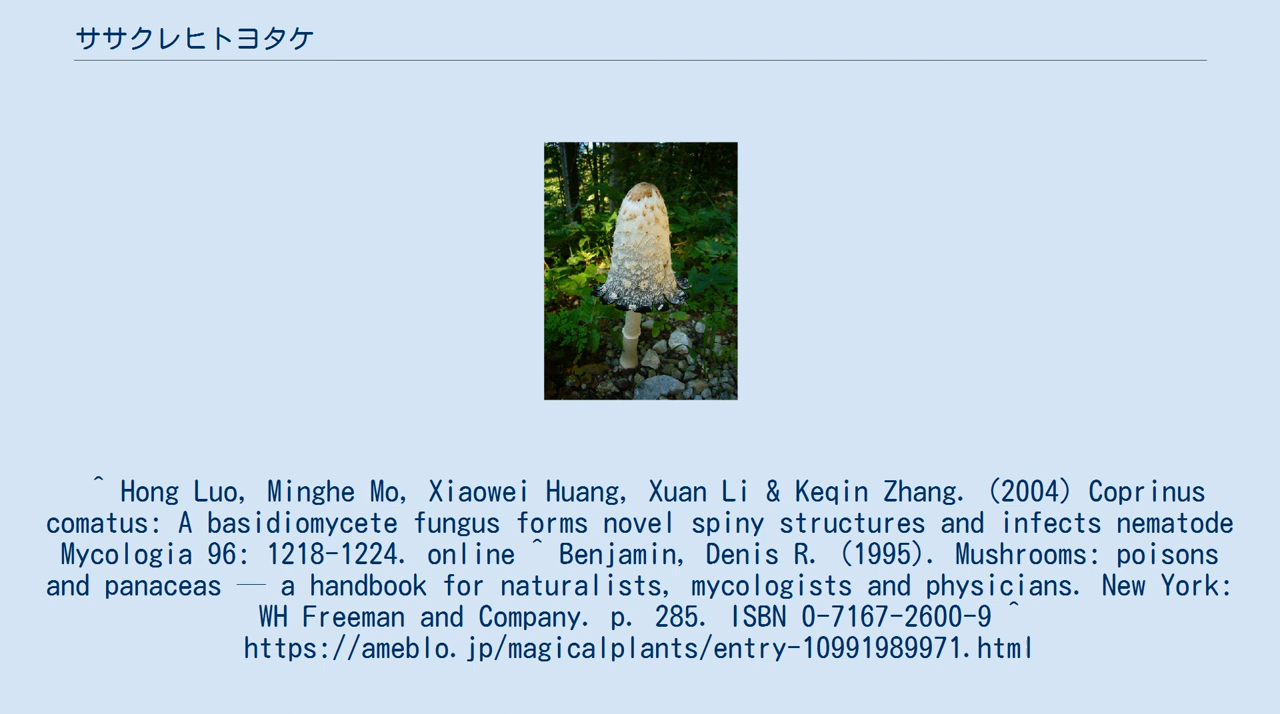 ササクレヒトヨタケ
^ Hong Luo, Minghe Mo, Xiaowei Huang, Xuan Li & Keqin Zhang. (2004) Coprinus
comatus: A basidiomycete fungus forms novel spiny structures and infects nematode
Mycologia 96: 1218-1224. online ^ Benjamin, Denis R. (1995). Mushrooms: poisons
and panaceas — a handbook for naturalists, mycologists and physicians. New York:
WH Freeman and Company. p. 285. ISBN 0-7167-2600-9 ^
https://ameblo.jp/magicalplants/entry-10991989971.html